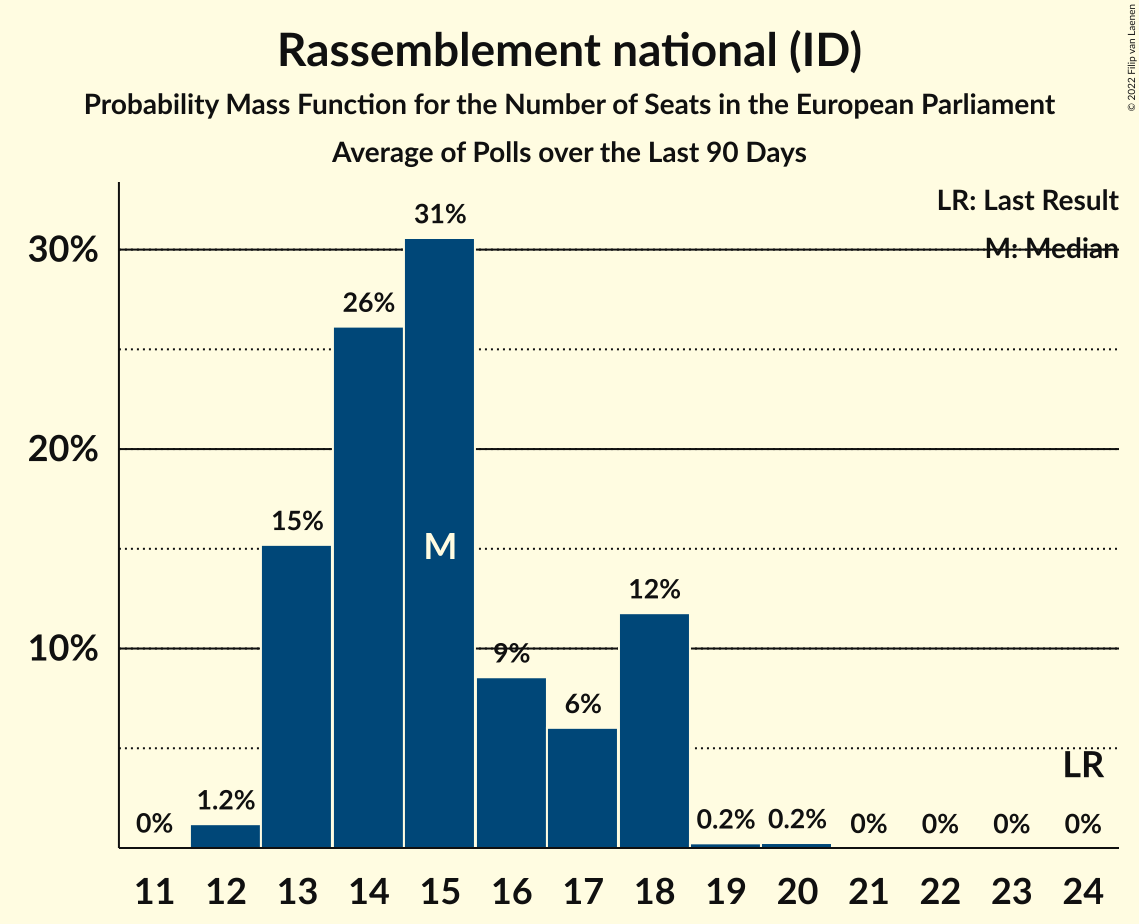 Rassemblement national (ID)
Probability Mass Function for the Number of Seats in the European Parliament
Average of Polls over the Last 90 Days
© 2022 Filip van Laenen
LR: Last Result
M: Median
30%
20%
10%
0%
1.2%
15%
26%
31%
M
9%
6%
12%
0.2%
0.2%
0%
0%
0%
LR
0%
11 12 13 14 15 16 17 18 19 20 21 22 23 24